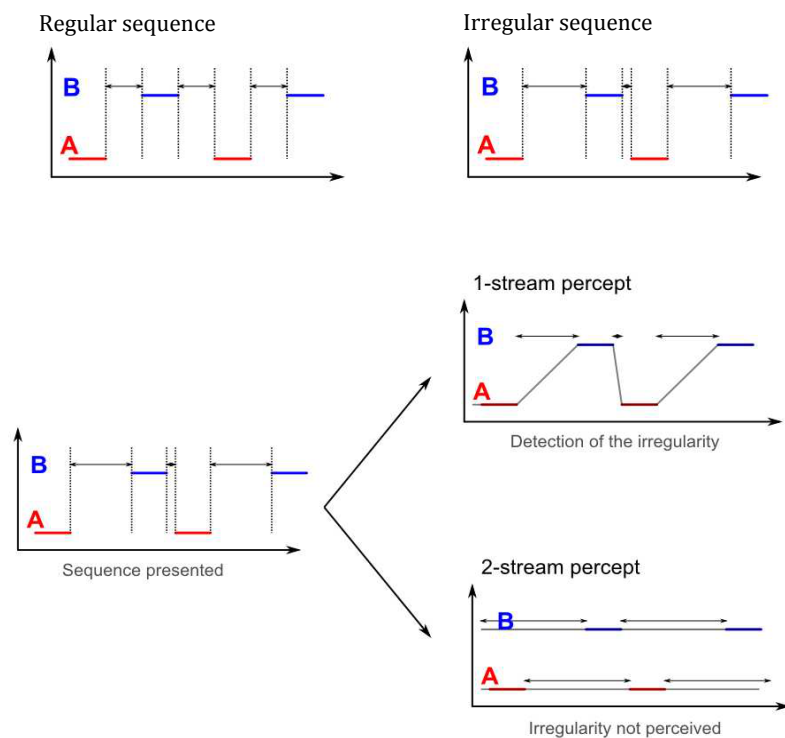 Regular sequence
Irregular sequence
B
B
A
A
1-stream percept
B
A
Detection of the irregularity
B
A
Sequence presented
2-stream percept
B
A
Irregularity not perceived